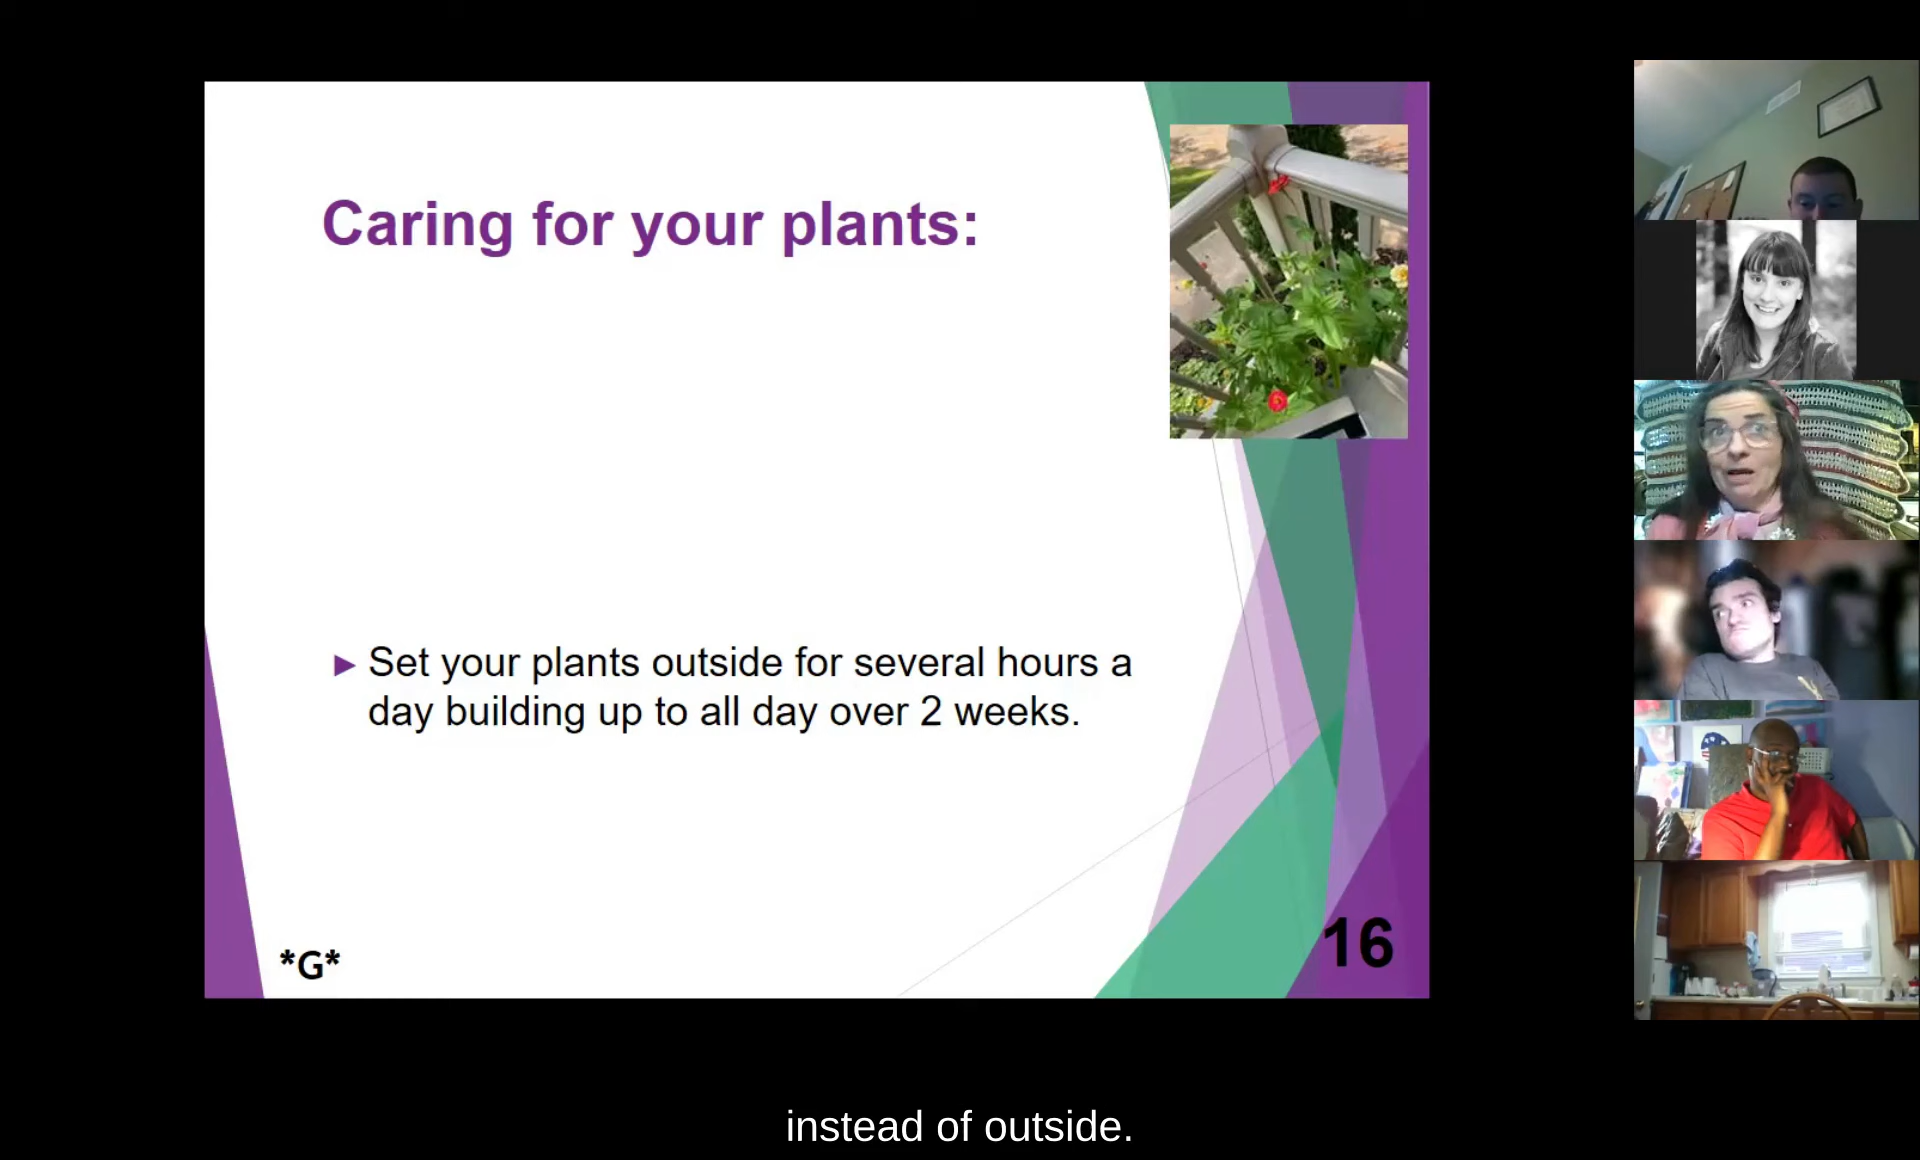 Caring for your plants:
Set your plants outside for several hours a
day building up to all day over 2 weeks.
*G*
16
instead of outside.